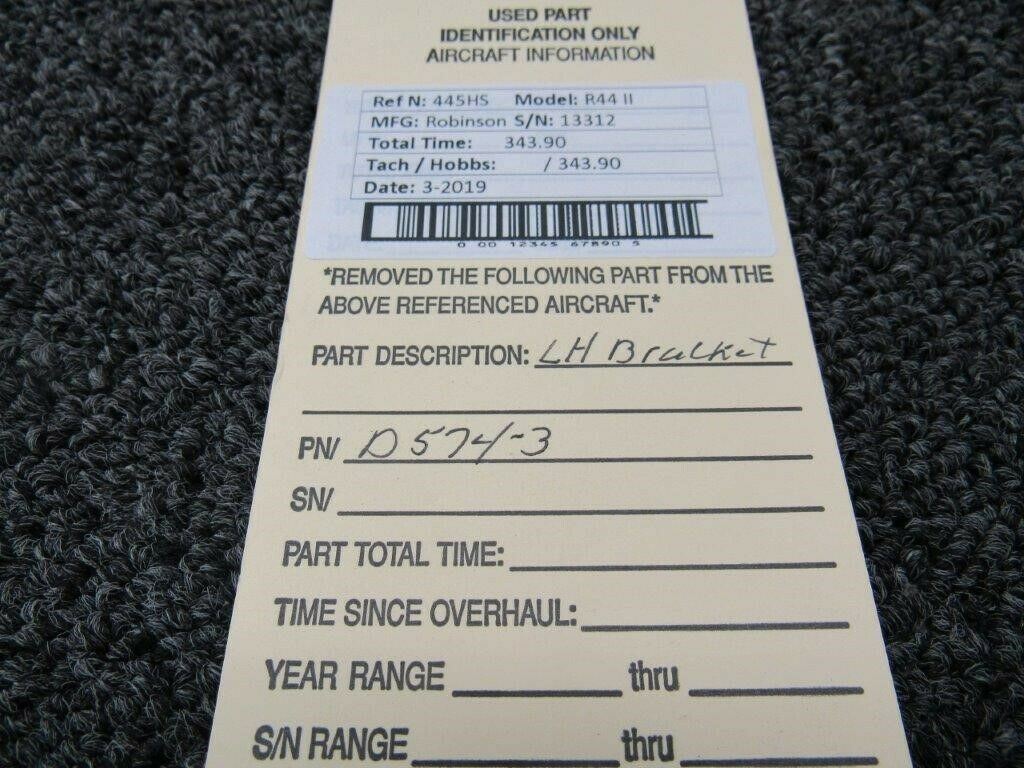 USED PART
IDENTIFICATION ONLY
AIRCRAFT INFORMATION
Ref N: 445HS Model: R44 II
MFG: Robinson S/N: 13312
Total Time: 343.90
Tach / Hobbs: / 343.90
Date: 3-2019
0 00 12345 67890 5
*REMOVED THE FOLLOWING PART FROM THE
ABOVE REFERENCED AIRCRAFT.*
PART DESCRIPTION: LH Bracket
PN/ D574-3
SN/
PART TOTAL TIME:
TIME SINCE OVERHAUL:
YEAR RANGE thru
S/N RANGE thru